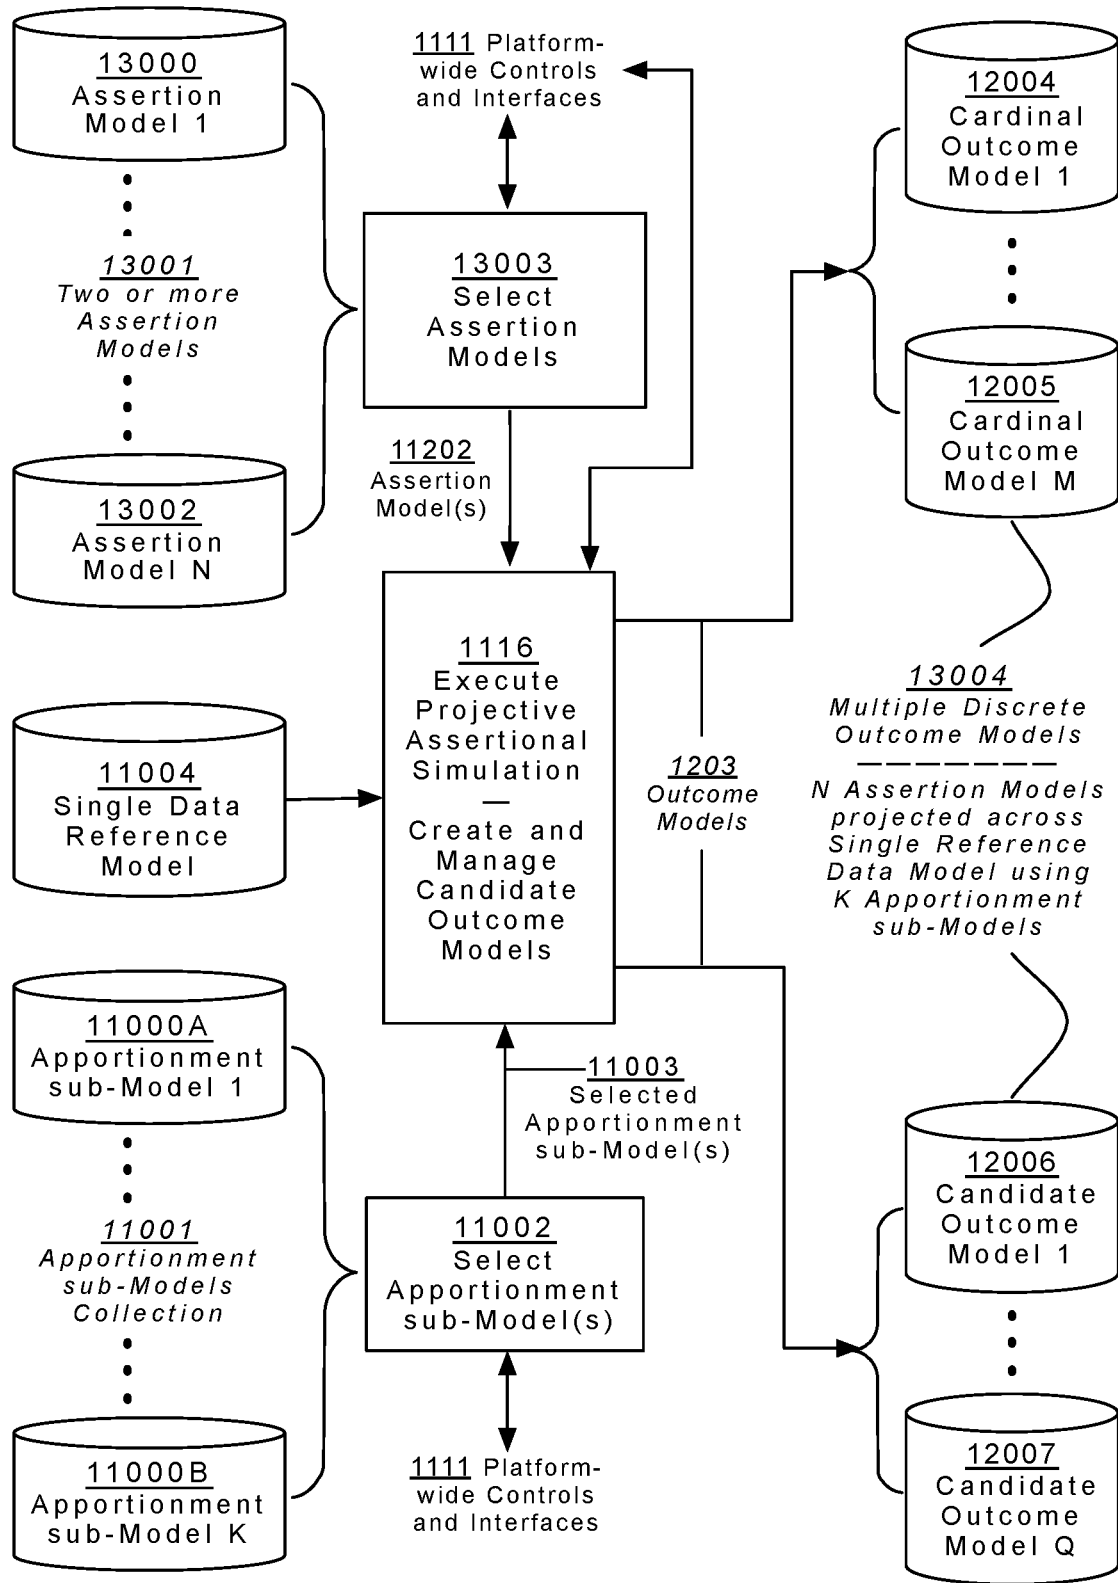 13000
Assertion
Model 1
13001
Two or more
Assertion
Models
13002
Assertion
Model N
1111 Platform-
wide Controls
and Interfaces
13003
Select
Assertion
Models
11202
Assertion
Model(s)
12004
Cardinal
Outcome
Model 1
12005
Cardinal
Outcome
Model M
11004
Single Data
Reference
Model
1116
Execute
Projective
Assertional
Simulation
—
Create and
Manage
Candidate
Outcome
Models
1203
Outcome
Models
13004
Multiple Discrete
Outcome Models
———————
N Assertion Models
projected across
Single Reference
Data Model using
K Apportionment
sub-Models
11000A
Apportionment
sub-Model 1
11001
Apportionment
sub-Models
Collection
11000B
Apportionment
sub-Model K
11003
Selected
Apportionment
sub-Model(s)
11002
Select
Apportionment
sub-Model(s)
1111 Platform-
wide Controls
and Interfaces
12006
Candidate
Outcome
Model 1
12007
Candidate
Outcome
Model Q